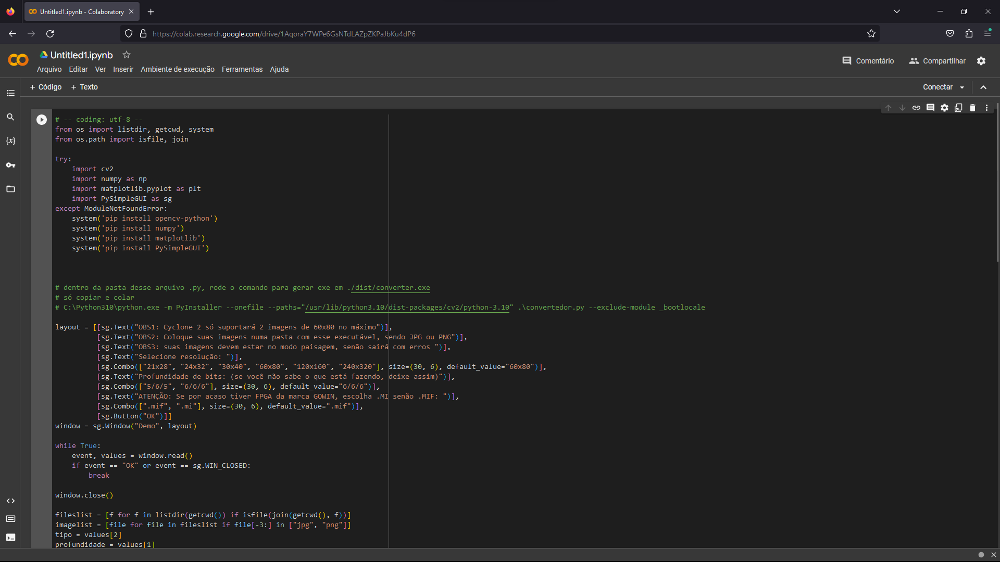 Untitled1.ipynb - Colaboratory
https://colab.research.google.com/drive/1AqoraY7WPe6GsNTdLAZpZKPaJbKu4dP6
Untitled1.ipynb
Arquivo Editar Ver Inserir Ambiente de execução Ferramentas Ajuda
Comentário Compartilhar
+ Código + Texto
Conectar
{x}
# -- coding: utf-8 --
from os import listdir, getcwd, system
from os.path import isfile, join
try:
    import cv2
    import numpy as np
    import matplotlib.pyplot as plt
    import PySimpleGUI as sg
except ModuleNotFoundError:
    system('pip install opencv-python')
    system('pip install numpy')
    system('pip install matplotlib')
    system('pip install PySimpleGUI')
# dentro da pasta desse arquivo .py, rode o comando para gerar exe em ./dist/converter.exe
# só copiar e colar
# C:\Python310\python.exe -m PyInstaller --onefile --paths="/usr/lib/python3.10/dist-packages/cv2/python-3.10" .\convertedor.py --exclude-module _bootlocale
layout = [[sg.Text("OBS1: Cyclone 2 só suportará 2 imagens de 60x80 no máximo")],
          [sg.Text("OBS2: Coloque suas imagens numa pasta com esse executável, sendo JPG ou PNG")],
          [sg.Text("OBS3: suas imagens devem estar no modo paisagem, senão sairá com erros ")],
          [sg.Text("Selecione resolução: ")],
          [sg.Combo(["21x28", "24x32", "30x40", "60x80", "120x160", "240x320"], size=(30, 6), default_value="60x80")],
          [sg.Text("Profundidade de bits: (se você não sabe o que está fazendo, deixe assim)")],
          [sg.Combo(["5/6/5", "6/6/6"], size=(30, 6), default_value="6/6/6")],
          [sg.Text("ATENÇÃO: Se por acaso tiver FPGA da marca GOWIN, escolha .MI senão .MIF: ")],
          [sg.Combo([".mif", ".mi"], size=(30, 6), default_value=".mif")],
          [sg.Button("OK")]]
window = sg.Window("Demo", layout)
while True:
    event, values = window.read()
    if event == "OK" or event == sg.WIN_CLOSED:
        break
window.close()
fileslist = [f for f in listdir(getcwd()) if isfile(join(getcwd(), f))]
imagelist = [file for file in fileslist if file[-3:] in ["jpg", "png"]]
tipo = values[2]
profundidade = values[1]